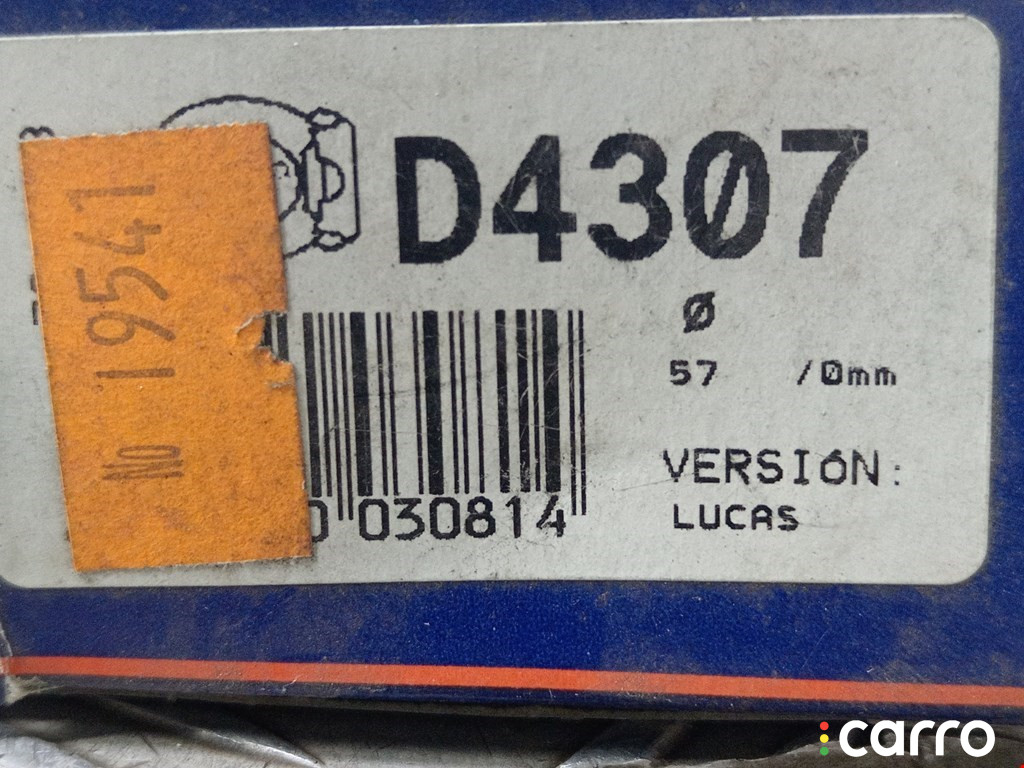 D4307
Ø
57 /0mm
VERSIÓN:
LUCAS
0 030814
No 19541
carro